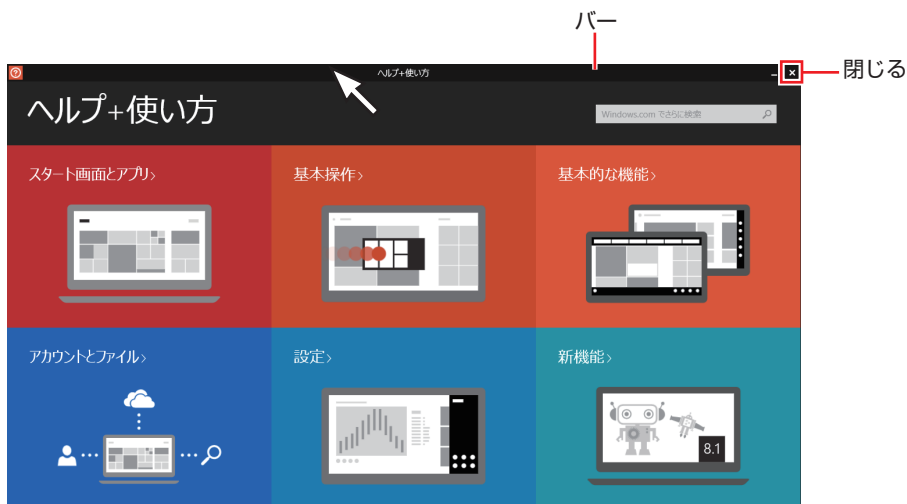 バー
ヘルプ+使い方
閉じる
ヘルプ+使い方
Windows.com でさらに検索
スタート画面とアプリ›
基本操作›
基本的な機能›
アカウントとファイル›
設定›
新機能›
8.1